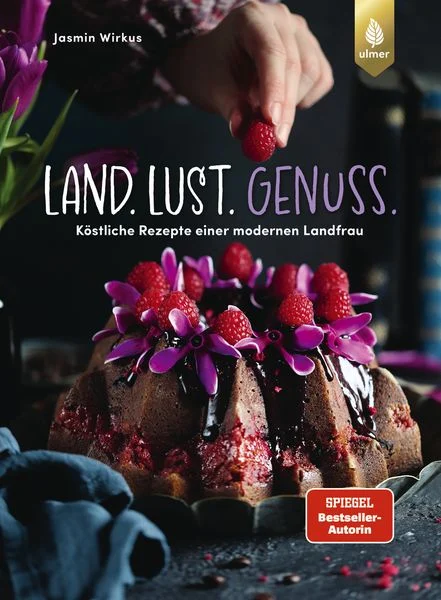 Jasmin Wirkus
ulmer
LAND. LUST. GENUSS.
Köstliche Rezepte einer modernen Landfrau
SPIEGEL
Bestseller-
Autorin